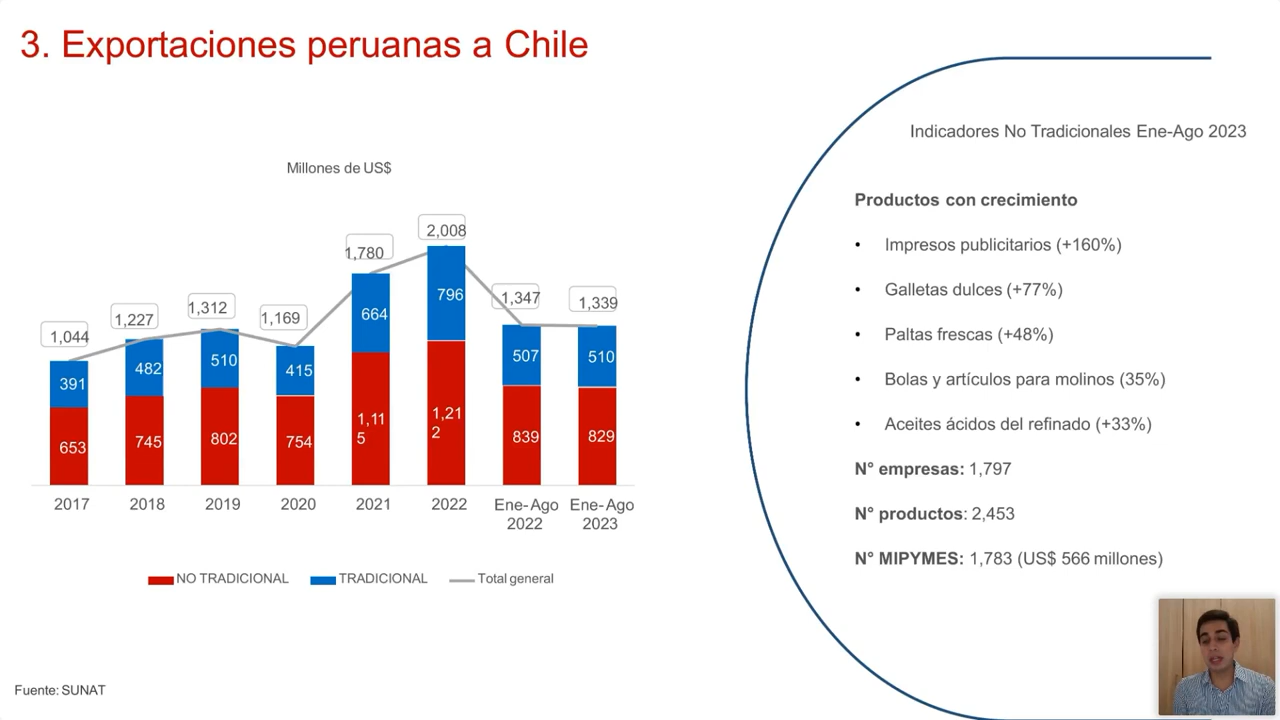 3. Exportaciones peruanas a Chile
Millones de US$
1,044
1,227
1,312
1,169
1,780
2,008
1,347
1,339
391
482
510
415
664
796
507
510
653
745
802
754
1,11
5
1,21
2
839
829
2017
2018
2019
2020
2021
2022
Ene-Ago
2022
Ene-Ago
2023
NO TRADICIONAL
TRADICIONAL
Total general
Fuente: SUNAT
Indicadores No Tradicionales Ene-Ago 2023
Productos con crecimiento
• Impresos publicitarios (+160%)
• Galletas dulces (+77%)
• Paltas frescas (+48%)
• Bolas y artículos para molinos (35%)
• Aceites ácidos del refinado (+33%)
N° empresas: 1,797
N° productos: 2,453
N° MIPYMES: 1,783 (US$ 566 millones)